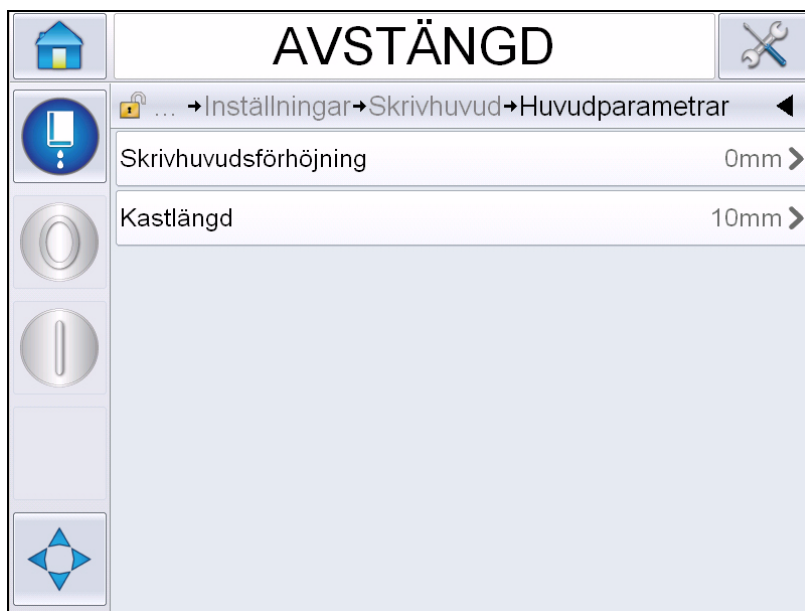 AVSTÄNGD
... →Inställningar→Skrivhuvud→Huvudparametrar
Skrivhuvudsförhöjning 0mm
Kastlängd 10mm